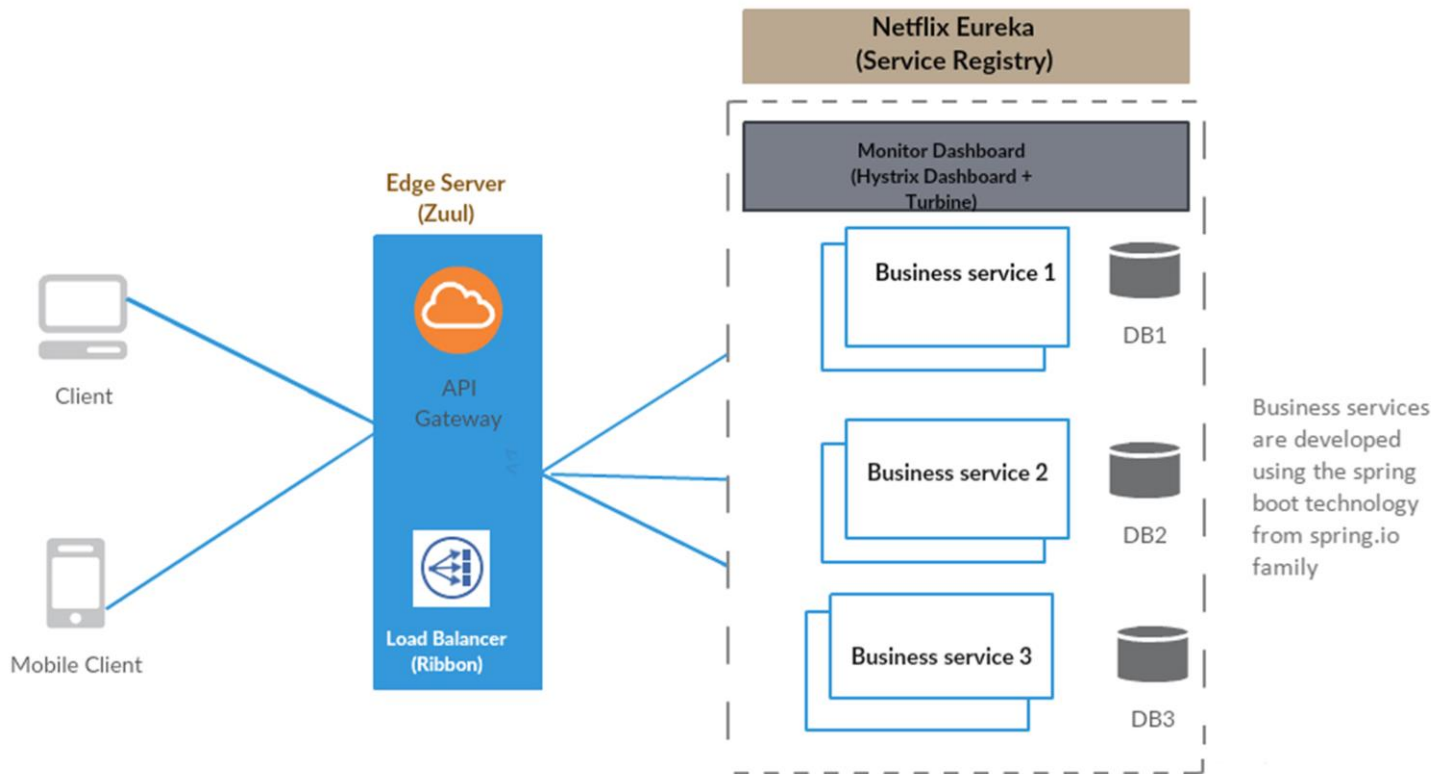 Netflix Eureka
(Service Registry)
Monitor Dashboard
(Hystrix Dashboard +
Turbine)
Edge Server
(Zuul)
API
Gateway
Load Balancer
(Ribbon)
Client
Mobile Client
Business service 1
DB1
Business service 2
DB2
Business service 3
DB3
Business services
are developed
using the spring
boot technology
from spring.io
family